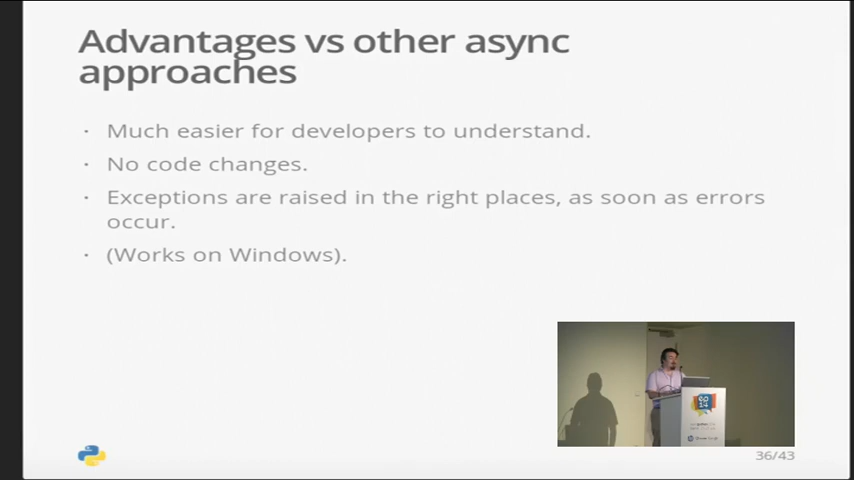 Advantages vs other async
approaches
· Much easier for developers to understand.
· No code changes.
· Exceptions are raised in the right places, as soon as errors
occur.
· (Works on Windows).
36/43